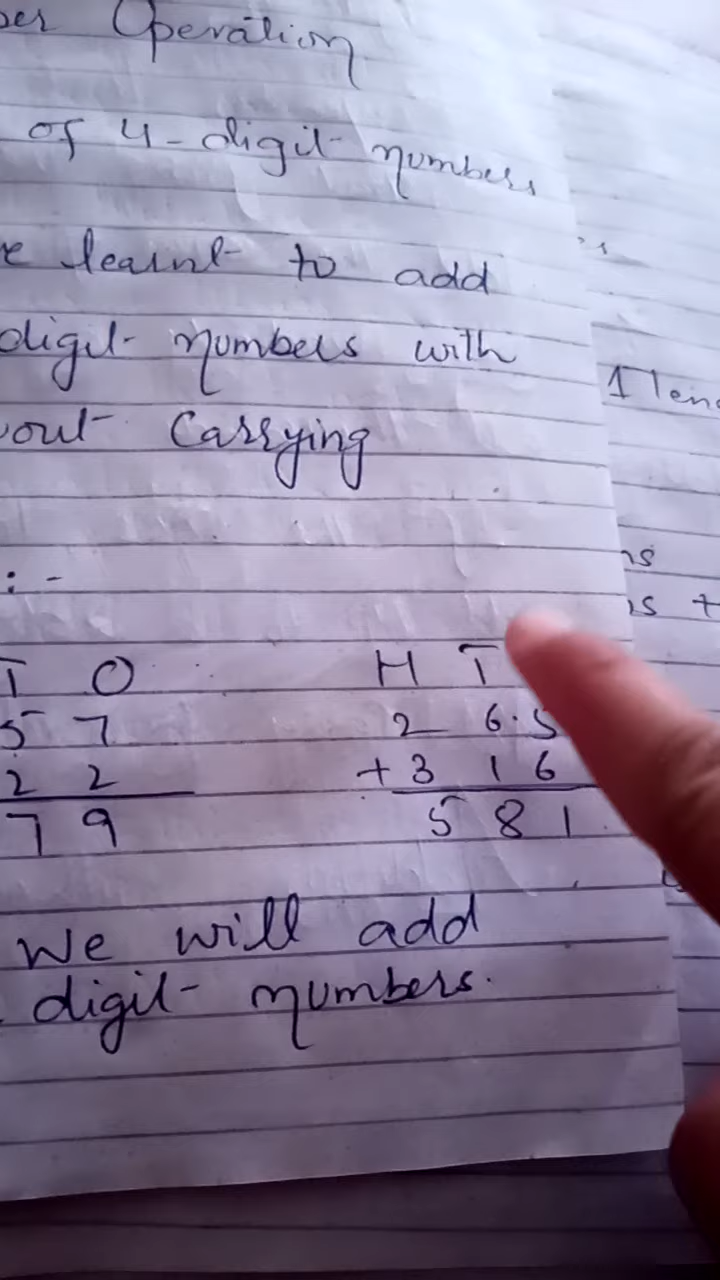 Operation
of 4-digit numbers
learnt to add
digit numbers with
out Carrying
:-
T O H T
5 7 2 6 5
2 2 + 3 1 6
7 9 5 8 1
We will add
digit numbers.